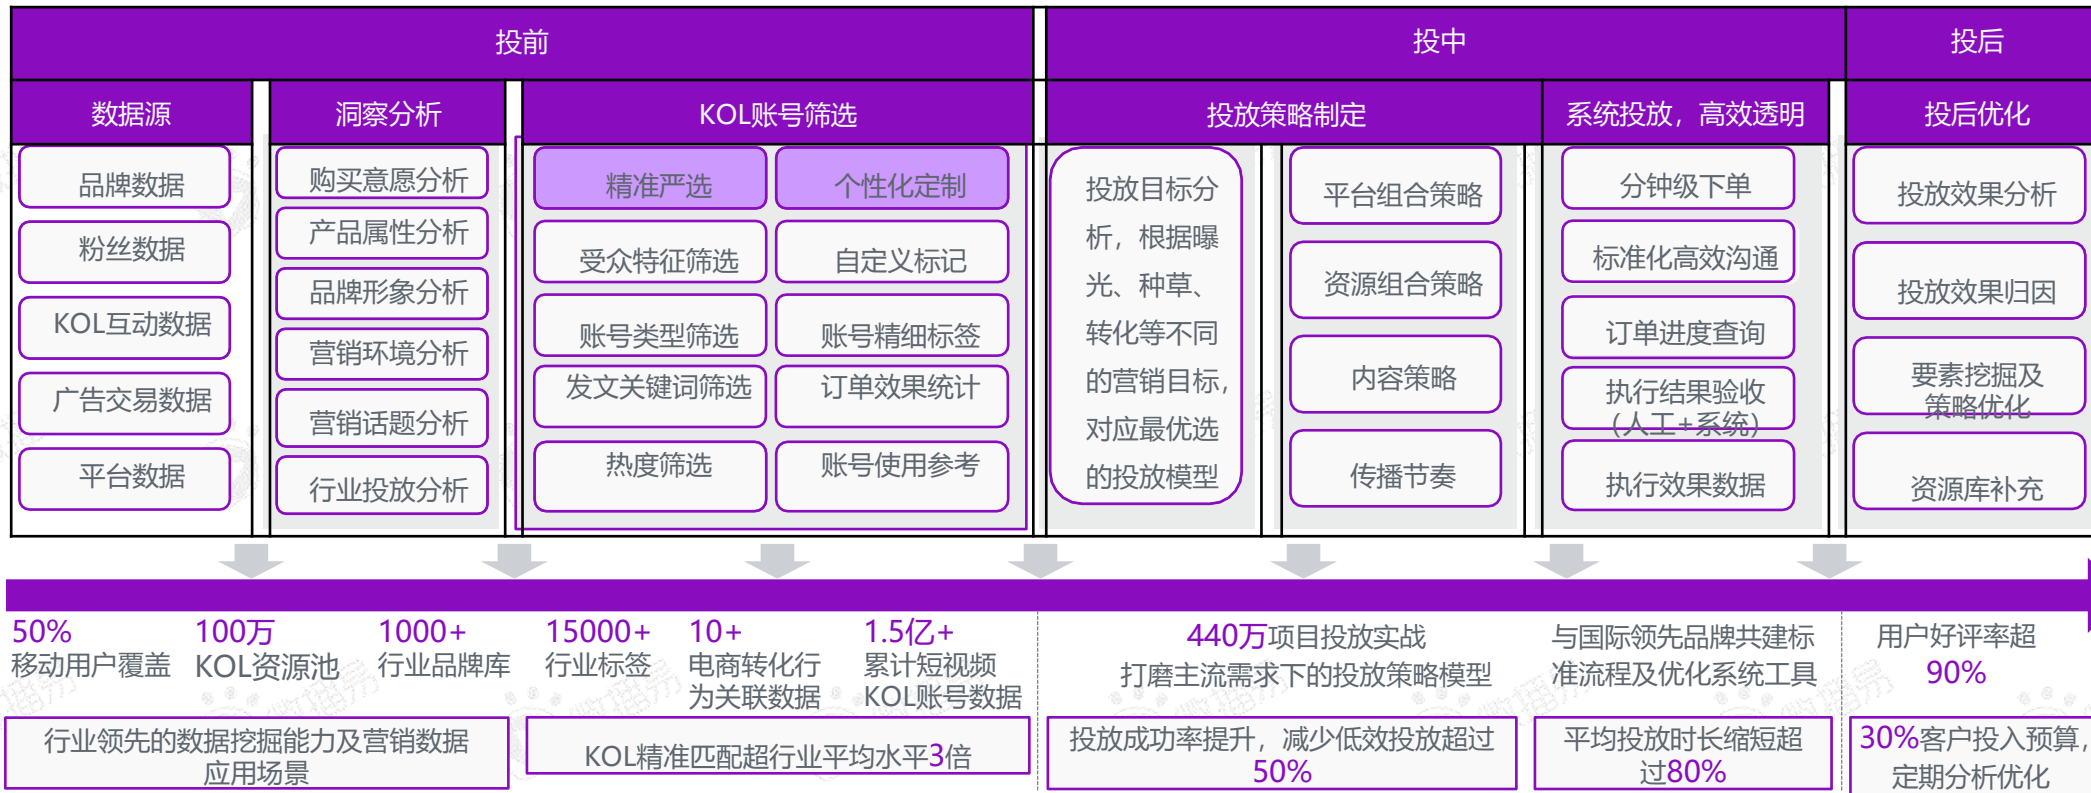 投前
投中
投后
数据源
洞察分析
KOL账号筛选
投放策略制定
系统投放，高效透明
投后优化
品牌数据
粉丝数据
KOL互动数据
广告交易数据
平台数据
购买意愿分析
产品属性分析
品牌形象分析
营销环境分析
营销话题分析
行业投放分析
精准严选
个性化定制
受众特征筛选
自定义标记
账号类型筛选
账号精细标签
发文关键词筛选
订单效果统计
热度筛选
账号使用参考
投放目标分
析，根据曝
光、种草、
转化等不同
的营销目标，
对应最优选
的投放模型
平台组合策略
资源组合策略
内容策略
传播节奏
分钟级下单
标准化高效沟通
订单进度查询
执行结果验收
（人工+系统）
执行效果数据
投放效果分析
投放效果归因
要素挖掘及
策略优化
资源库补充
50%
移动用户覆盖
100万
KOL资源池
1000+
行业品牌库
15000+
行业标签
10+
电商转化行
为关联数据
1.5亿+
累计短视频
KOL账号数据
440万项目投放实战
打磨主流需求下的投放策略模型
与国际领先品牌共建标
准流程及优化系统工具
用户好评率超
90%
行业领先的数据挖掘能力及营销数据
应用场景
KOL精准匹配超行业平均水平3倍
投放成功率提升，减少低效投放超过
50%
平均投放时长缩短超
过80%
30%客户投入预算，
定期分析优化
微播易